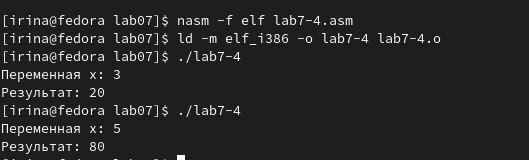 [irina@fedora lab07]$ nasm -f elf lab7-4.asm
[irina@fedora lab07]$ ld -m elf_i386 -o lab7-4 lab7-4.o
[irina@fedora lab07]$ ./lab7-4
Переменная x: 3
Результат: 20
[irina@fedora lab07]$ ./lab7-4
Переменная x: 5
Результат: 80
[irina@fedora lab07]$